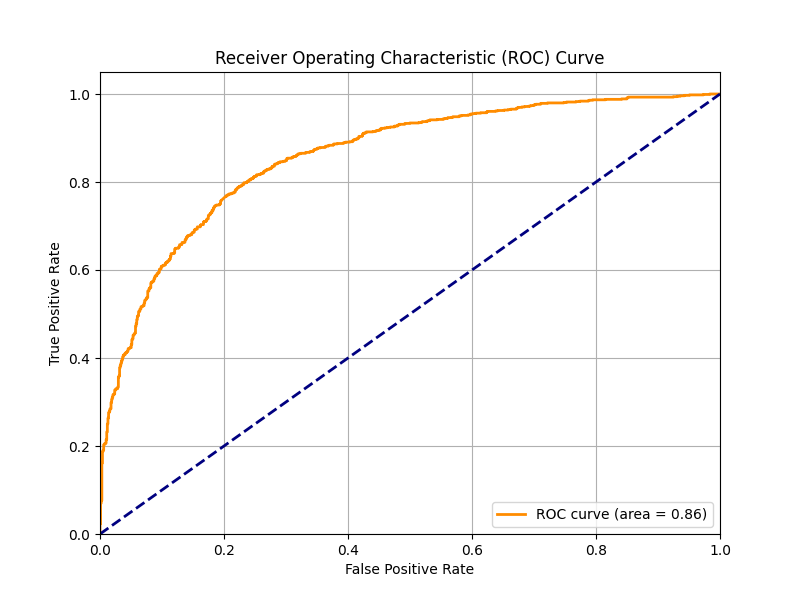 Receiver Operating Characteristic (ROC) Curve
True Positive Rate
1.0
0.8
0.6
0.4
0.2
0.0
0.0 0.2 0.4 0.6 0.8 1.0
False Positive Rate
ROC curve (area = 0.86)